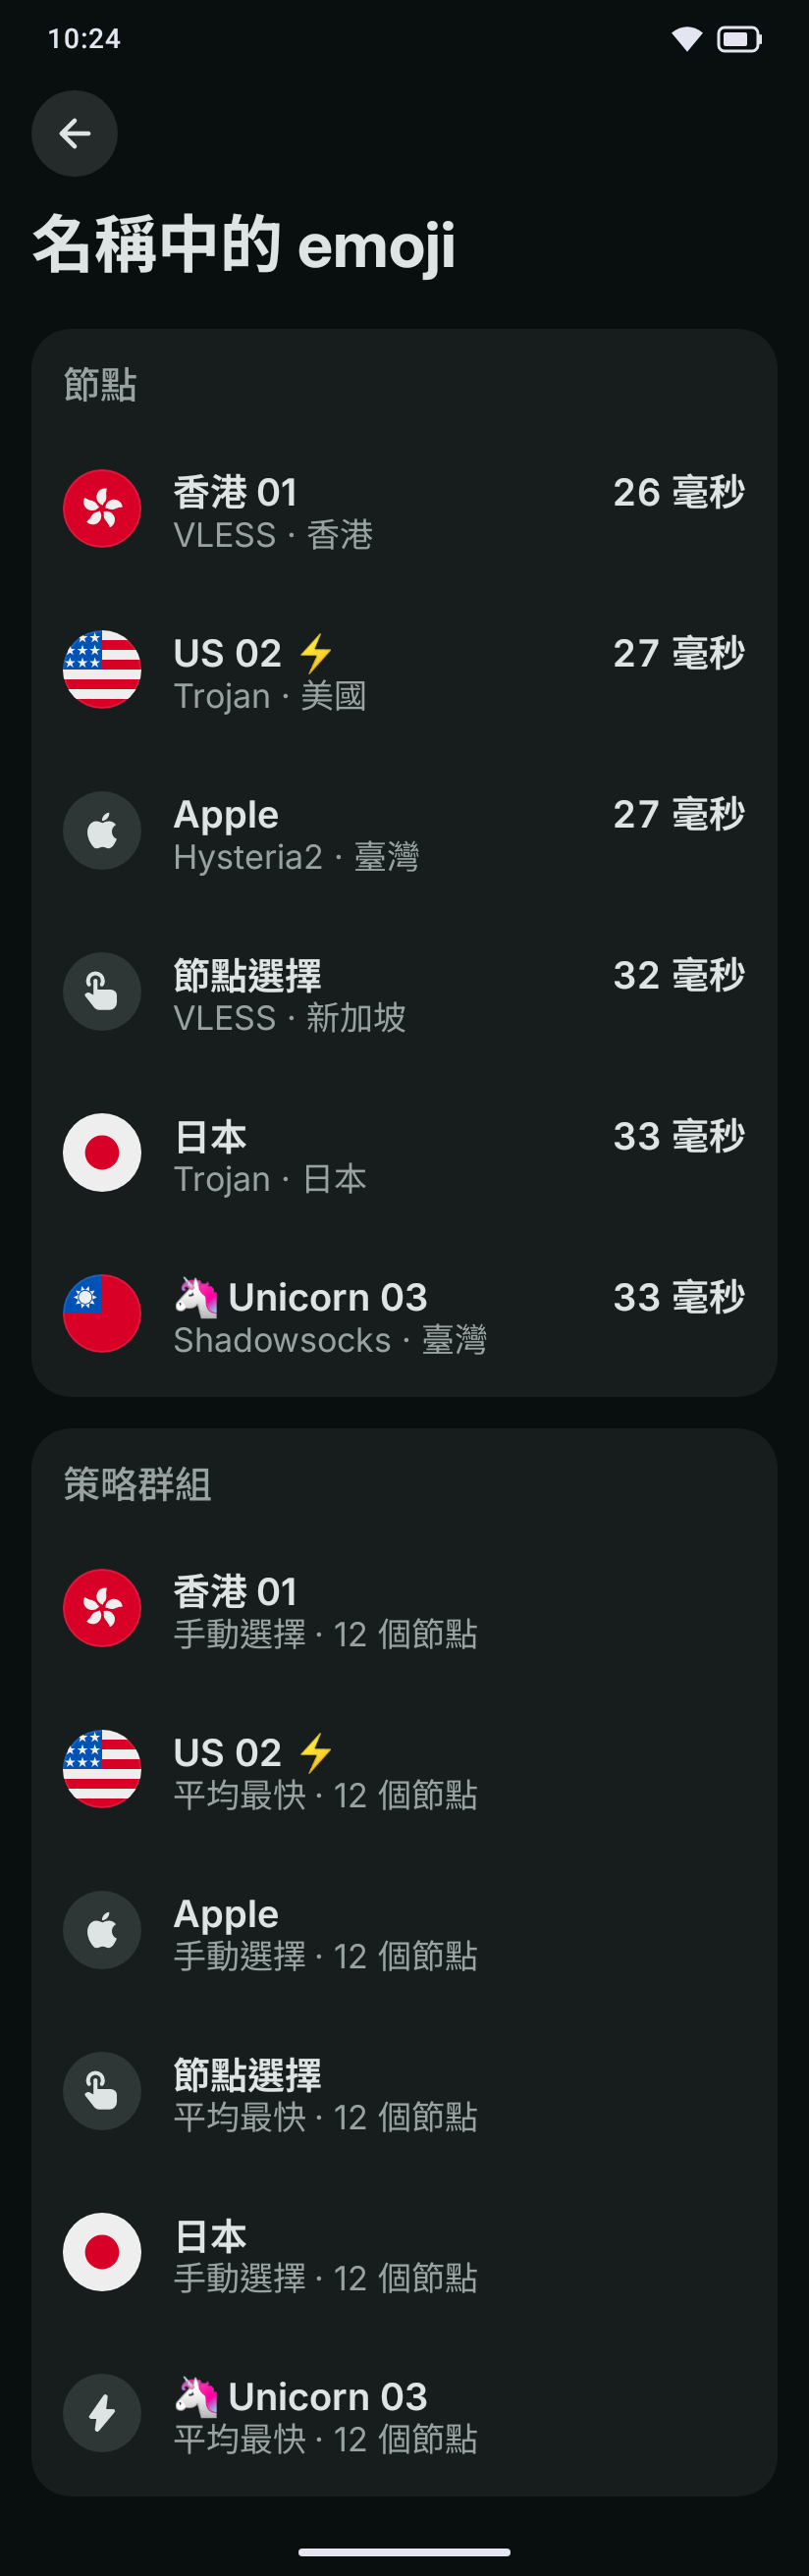 10:24
名稱中的 emoji
節點
香港 01
26 毫秒
VLESS · 香港
US 02 ⚡
27 毫秒
Trojan · 美國
Apple
27 毫秒
Hysteria2 · 臺灣
節點選擇
32 毫秒
VLESS · 新加坡
日本
33 毫秒
Trojan · 日本
🦄 Unicorn 03
33 毫秒
Shadowsocks · 臺灣
策略群組
香港 01
手動選擇 · 12 個節點
US 02 ⚡
平均最快 · 12 個節點
Apple
手動選擇 · 12 個節點
節點選擇
平均最快 · 12 個節點
日本
手動選擇 · 12 個節點
🦄 Unicorn 03
平均最快 · 12 個節點